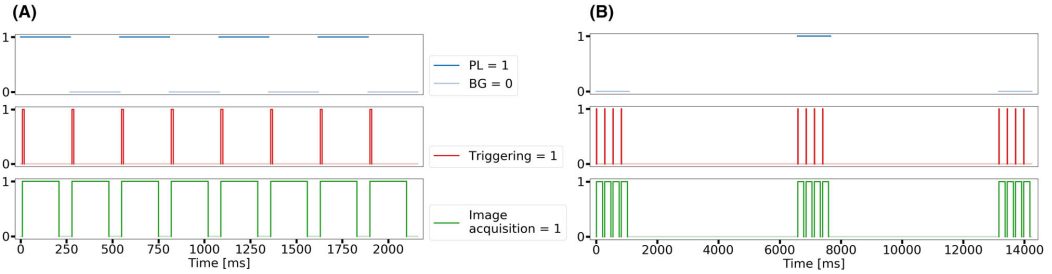 (A)
(B)
1
0
PL = 1
BG = 0
1
0
1
0
Triggering = 1
1
0
1
0
Image
acquisition = 1
1
0
0 250 500 750 1000 1250 1500 1750 2000
Time [ms]
0 2000 4000 6000 8000 10000 12000 14000
Time [ms]